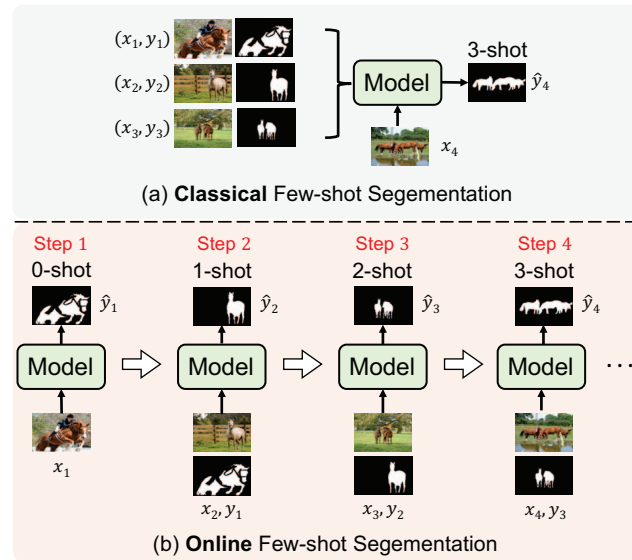 (x₁, y₁)
(x₂, y₂)
(x₃, y₃)
Model
3-shot
ŷ₄
x₄
(a) Classical Few-shot Segementation
Step 1 Step 2 Step 3 Step 4
0-shot 1-shot 2-shot 3-shot
ŷ₁ ŷ₂ ŷ₃ ŷ₄
Model Model Model Model ...
x₁
x₂, y₁ x₃, y₂ x₄, y₃
(b) Online Few-shot Segementation